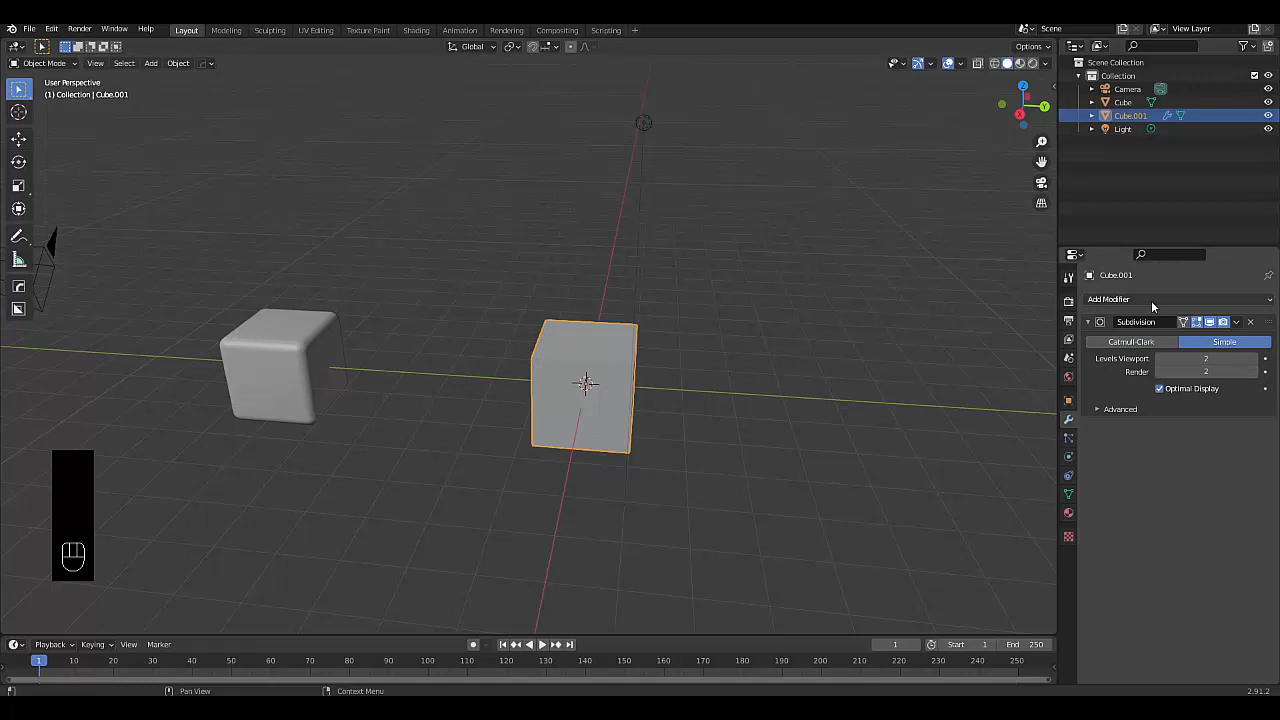 File Edit Render Window Help Layout Modeling Sculpting UV Editing Texture Paint Shading Animation Rendering Compositing Scripting + Scene View Layer
Global Options
Object Mode View Select Add Object
User Perspective
(1) Collection | Cube.001
Z
Y
X
Scene Collection
Collection
Camera
Cube
Cube.001
Light
Cube.001
Add Modifier
Subdivision
Catmull-Clark Simple
Levels Viewport 2
Render 2
Optimal Display
Advanced
Playback Keying View Marker 1 Start 1 End 250
1 10 20 30 40 50 60 70 80 90 100 110 120 130 140 150 160 170 180 190 200 210 220 230 240 250
Pan View Context Menu 2.91.2